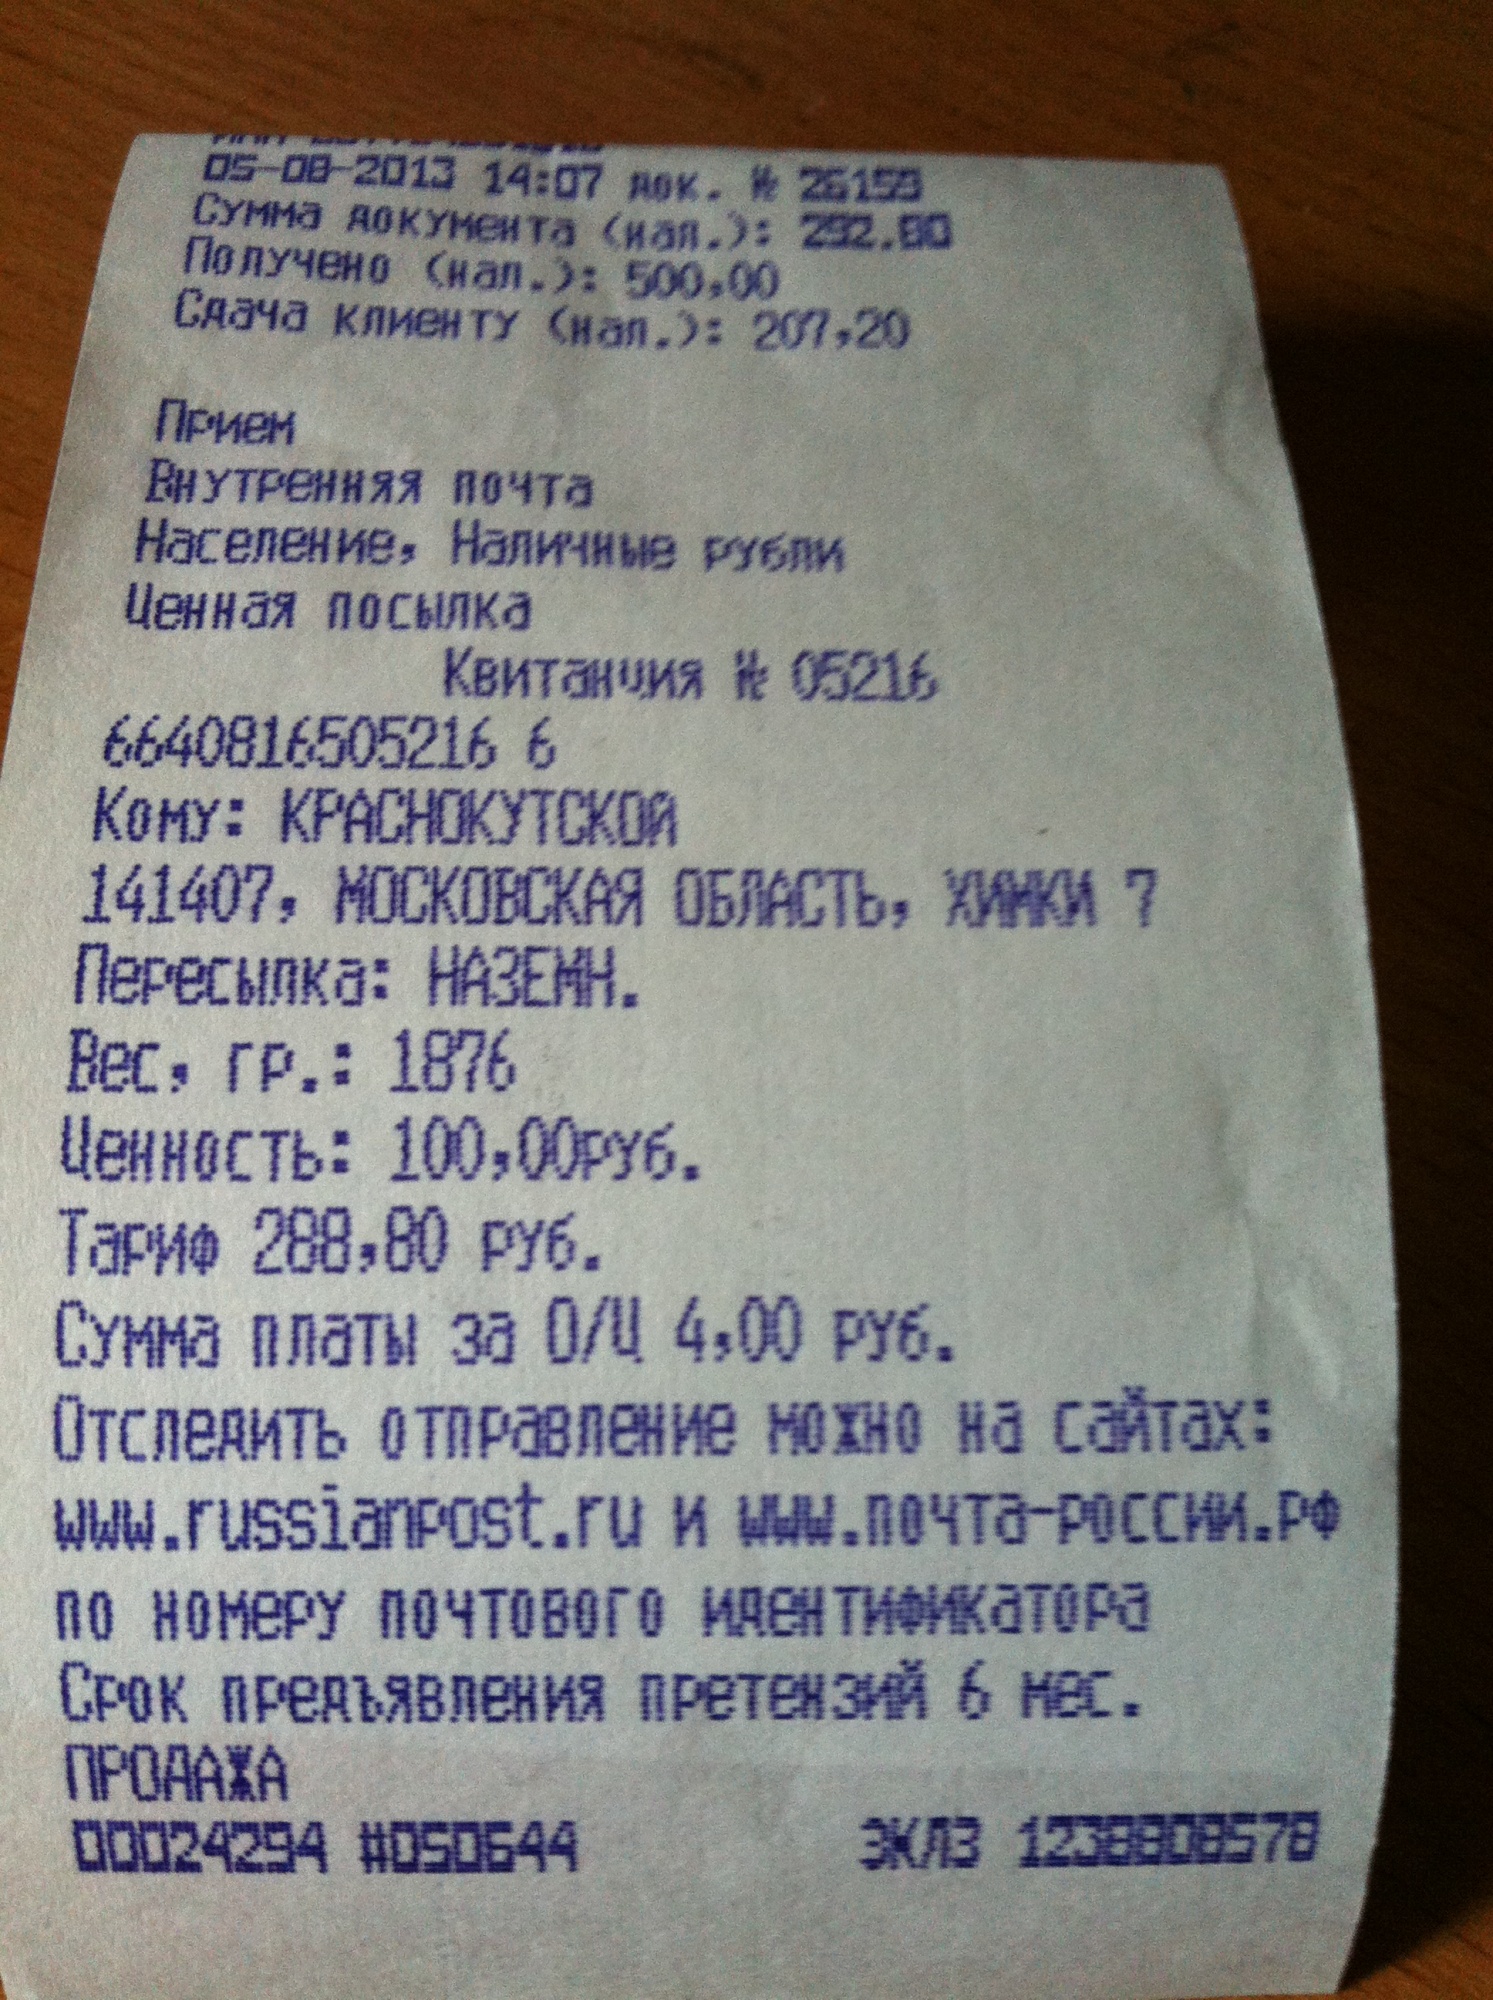 05-08-2013 14:07 док. № 26159
Сумма документа (нал.): 292.80
Получено (нал.): 500,00
Сдача клиенту (нал.): 207,20
Прием
Внутренняя почта
Население, Наличные рубли
Ценная посылка
Квитанция № 05216
6640816505216 6
Кому: КРАСНОКУТСКОЙ
141407, МОСКОВСКАЯ ОБЛАСТЬ, ХИМКИ 7
Пересылка: НАЗЕМН.
Вес, гр.: 1876
Ценность: 100,00руб.
Тариф 288,80 руб.
Сумма платы за О/Ц 4,00 руб.
Отследить отправление можно на сайтах:
www.russianpost.ru и www.почта-россии.рф
по номеру почтового идентификатора
Срок предъявления претензий 6 мес.
ПРОДАЖА
00024294 #050644 ЭКЛЗ 1238808578